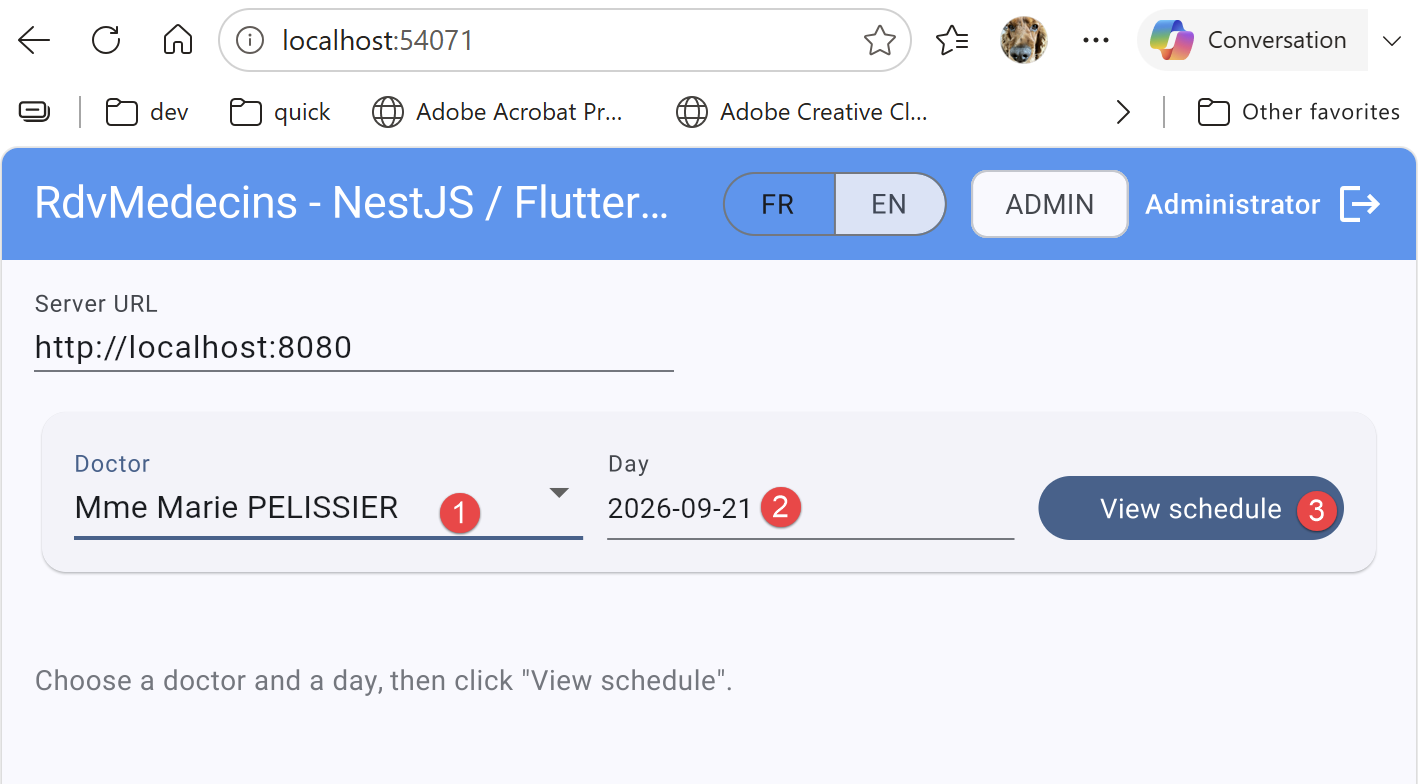 localhost:54071
Conversation
dev
quick
Adobe Acrobat Pr...
Adobe Creative Cl...
Other favorites
RdvMedecins - NestJS / Flutter...
FR
EN
ADMIN
Administrator
Server URL
http://localhost:8080
Doctor
Day
Mme Marie PELISSIER
1
2026-09-21
2
View schedule
3
Choose a doctor and a day, then click "View schedule".